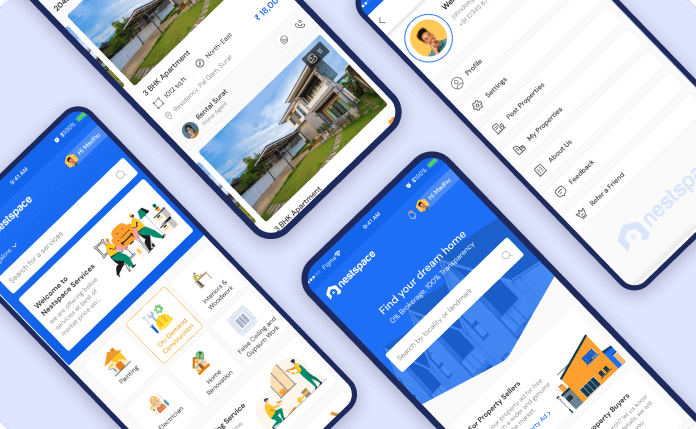 ₹ 18,00
3 BHK Apartment
1012 sq.ft.
North-East
Residency, Pal Gam, Surat
Rental Surat
Prime Agent
11
3 BHK Apartment
Profile
Settings
Post Properties
My Properties
About Us
Feedback
Refer a Friend
nestspace
9:41 AM
100%
Hi Madhu
nestspace
Search for a services
Welcome to
Nestspace Services
we are offering below
services at best of
market price etc..
Painting
On-Demand
Construction
Interiors &
Woodwork
Electrician
Home
Renovation
False Ceiling and
Gypsum Work
Figma
9:41 AM
100%
Hi Madhu
nestspace
Find your dream home
0% Brokerage, 100% Transparency
Search by locality or landmark
For Property Sellers
Property Buyers